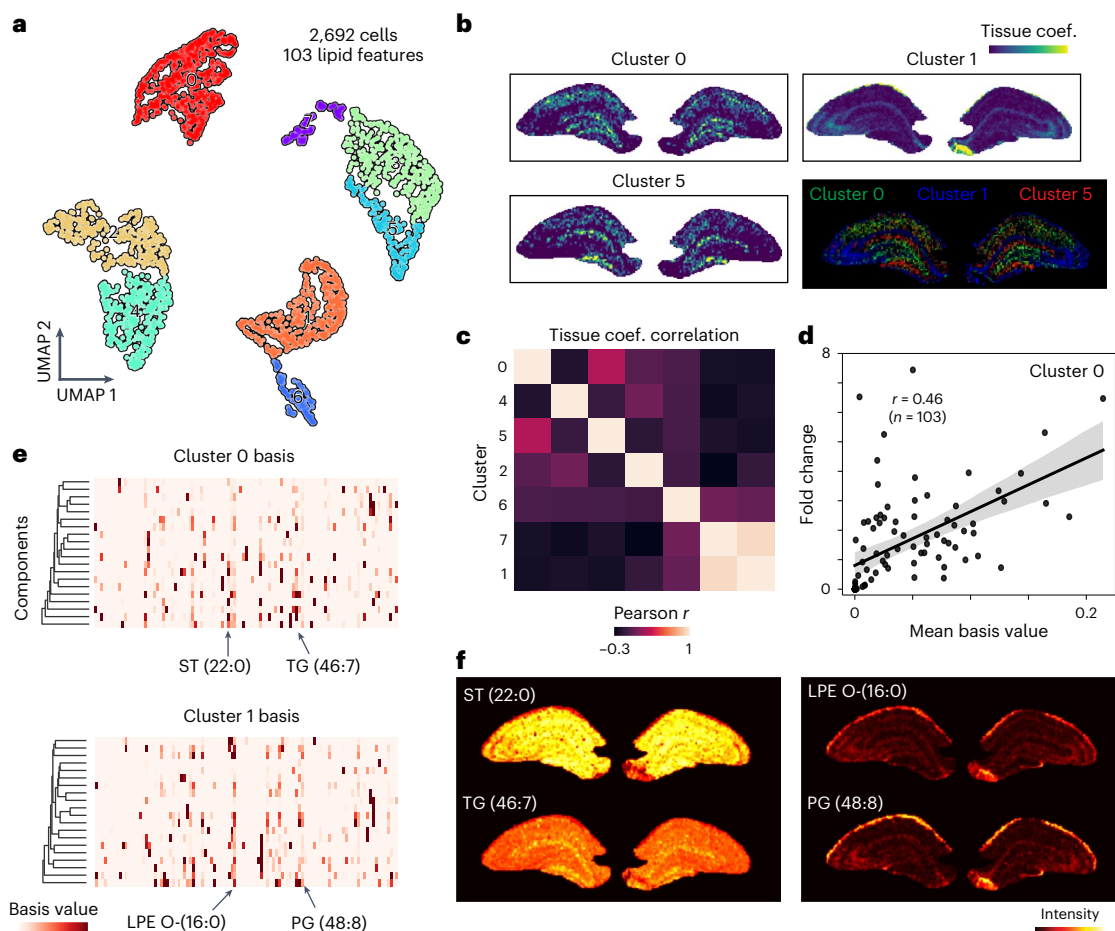 a
2,692 cells
103 lipid features
0
7
3
5
2
4
1
6
UMAP 2
UMAP 1
b
Tissue coef.
Cluster 0
Cluster 1
Cluster 5
Cluster 0 Cluster 1 Cluster 5
c
Tissue coef. correlation
Cluster
0
4
5
2
6
7
1
Pearson r
−0.3 1
d
Cluster 0
r = 0.46
(n = 103)
Fold change
8
0
0 0.2
Mean basis value
e
Cluster 0 basis
Components
ST (22:0) TG (46:7)
Cluster 1 basis
LPE O-(16:0) PG (48:8)
Basis value
f
ST (22:0)
TG (46:7)
LPE O-(16:0)
PG (48:8)
Intensity